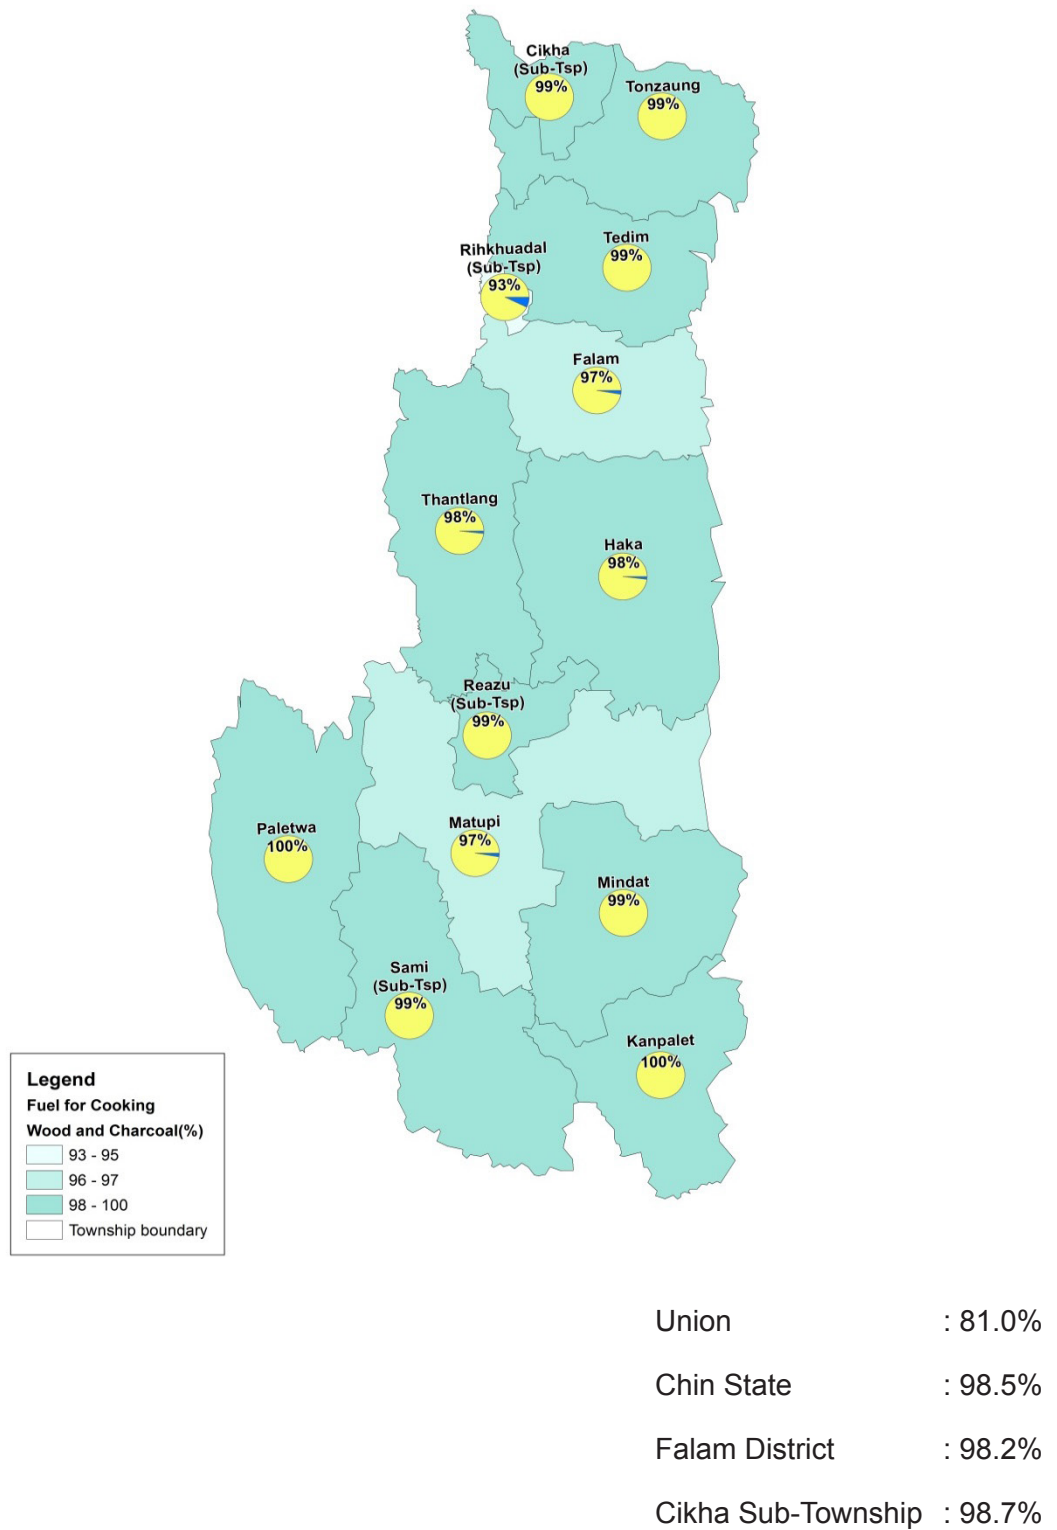 Cikha
(Sub-Tsp)
99%
Tonzaung
99%
Tedim
99%
Rihkhuadal
(Sub-Tsp)
93%
Falam
97%
Thantlang
98%
Haka
98%
Reazu
(Sub-Tsp)
99%
Paletwa
100%
Matupi
97%
Mindat
99%
Sami
(Sub-Tsp)
99%
Kanpalet
100%
Legend
Fuel for Cooking
Wood and Charcoal(%)
93 - 95
96 - 97
98 - 100
Township boundary
Union : 81.0%
Chin State : 98.5%
Falam District : 98.2%
Cikha Sub-Township : 98.7%